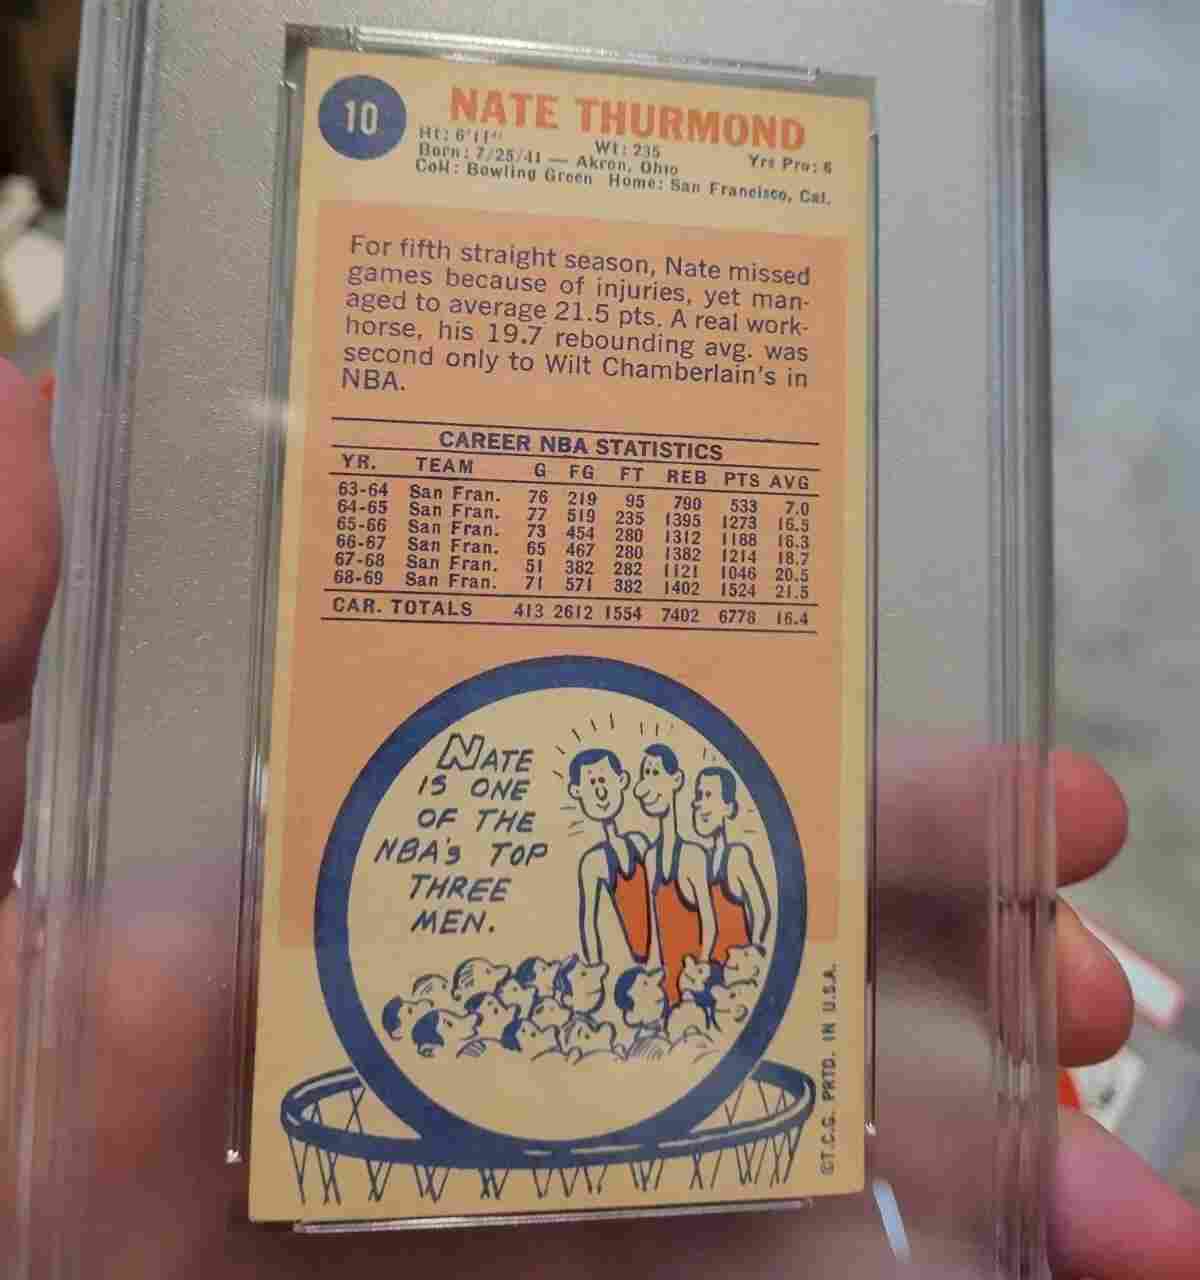 10
NATE THURMOND
Ht: 6'11" Wt: 235 Yrs Pro: 6
Born: 7/25/41 — Akron, Ohio
Coll: Bowling Green Home: San Francisco, Cal.
For fifth straight season, Nate missed
games because of injuries, yet man-
aged to average 21.5 pts. A real work-
horse, his 19.7 rebounding avg. was
second only to Wilt Chamberlain's in
NBA.
CAREER NBA STATISTICS
YR. TEAM G FG FT REB PTS AVG
63-64 San Fran. 76 219 95 790 533 7.0
64-65 San Fran. 77 519 235 1395 1273 16.5
65-66 San Fran. 73 454 280 1312 1188 16.3
66-67 San Fran. 65 467 280 1382 1214 18.7
67-68 San Fran. 51 382 282 1121 1046 20.5
68-69 San Fran. 71 571 382 1402 1524 21.5
CAR. TOTALS 413 2612 1554 7402 6778 16.4
NATE
IS ONE
OF THE
NBA'S TOP
THREE
MEN.
©T.C.G. PRTD. IN U.S.A.